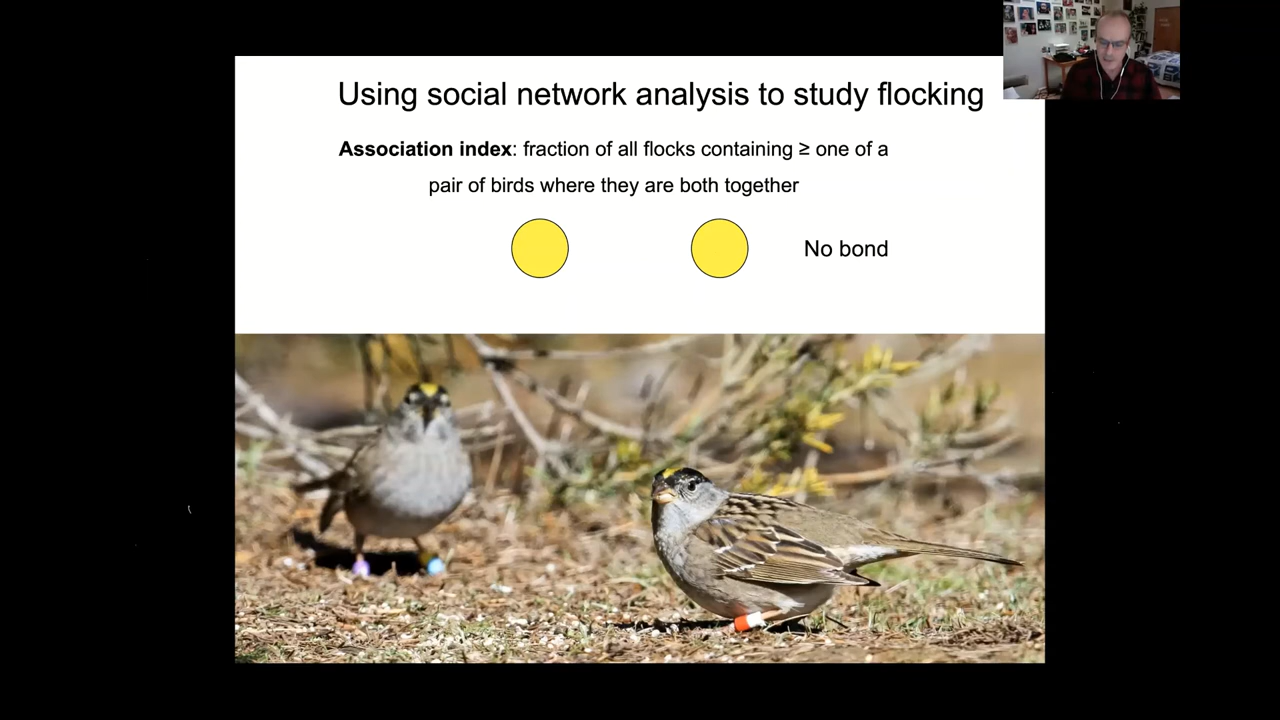 Using social network analysis to study flocking
Association index: fraction of all flocks containing ≥ one of a
pair of birds where they are both together
No bond